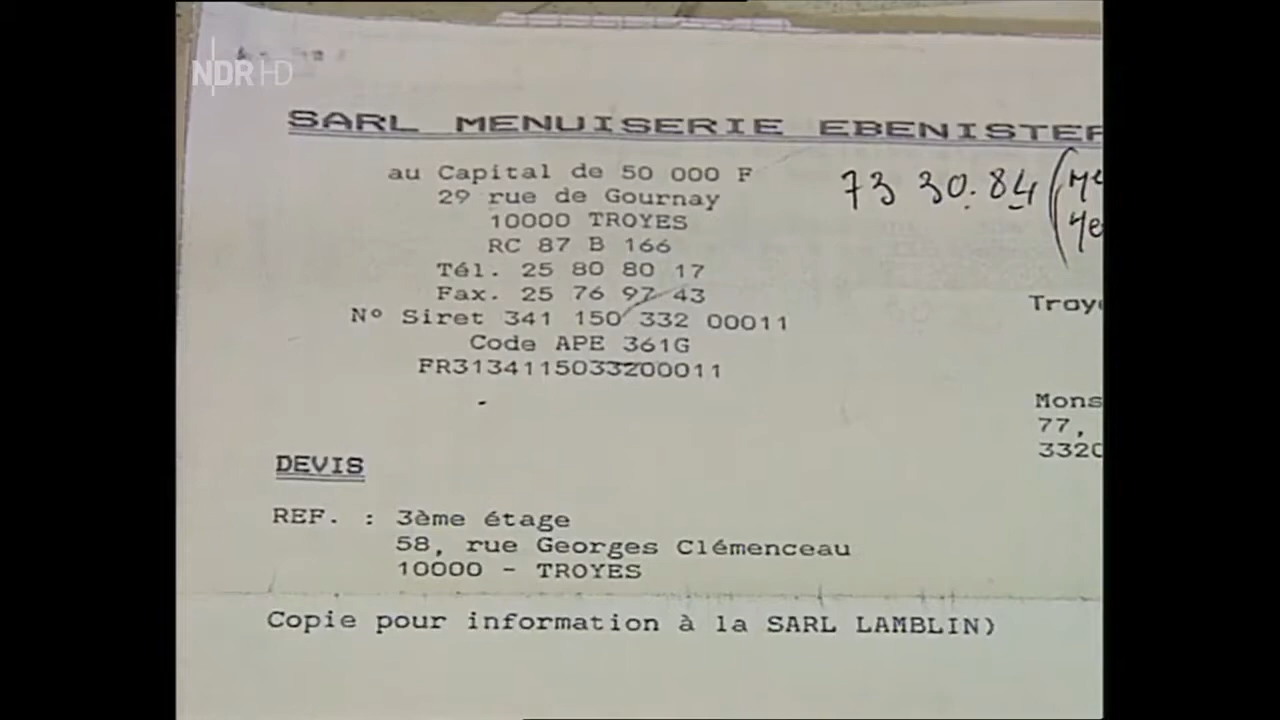 NDR HD
SARL MENUISERIE EBENISTER
au Capital de 50 000 F
73 30.84
29 rue de Gournay
10000 TROYES
RC 87 B 166
Tél. 25 80 80 17
Fax. 25 76 97 43
Troye
N° Siret 341 150 332 00011
Code APE 361G
FR3134115033200011
Mons
77,
3320
DEVIS
REF. : 3ème étage
58, rue Georges Clémenceau
10000 - TROYES
Copie pour information à la SARL LAMBLIN)